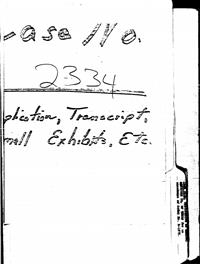 -ase No.
2334
plication, Transcript,
mall Exhibits, Etc.